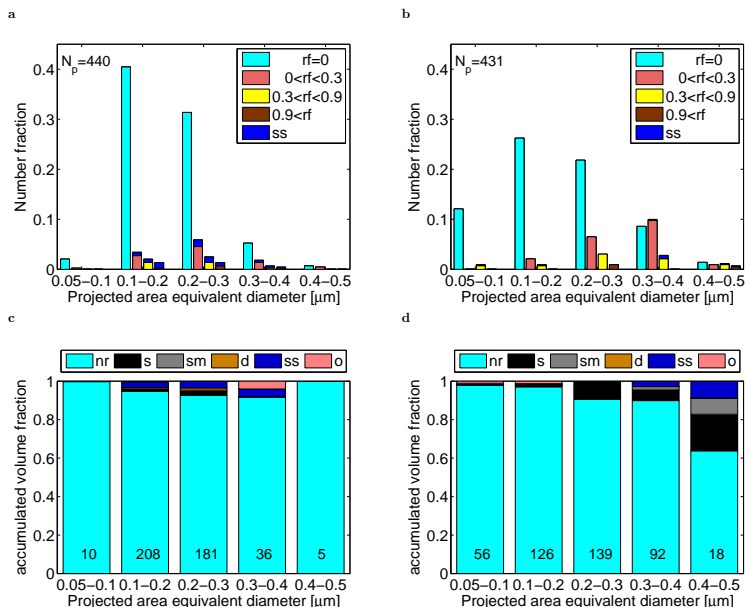 a
b
N_p=440
rf=0
0<rf<0.3
0.3<rf<0.9
0.9<rf
ss
0.4
0.3
0.2
0.1
0
Number fraction
0.05−0.1 0.1−0.2 0.2−0.3 0.3−0.4 0.4−0.5
Projected area equivalent diameter [µm]
N_p=431
rf=0
0<rf<0.3
0.3<rf<0.9
0.9<rf
ss
0.4
0.3
0.2
0.1
0
Number fraction
0.05−0.1 0.1−0.2 0.2−0.3 0.3−0.4 0.4−0.5
Projected area equivalent diameter [µm]
c
d
nr s sm d ss o
1
0.8
0.6
0.4
0.2
0
accumulated volume fraction
10 208 181 36 5
0.05−0.1 0.1−0.2 0.2−0.3 0.3−0.4 0.4−0.5
Projected area equivalent diameter [µm]
nr s sm d ss o
1
0.8
0.6
0.4
0.2
0
accumulated volume fraction
56 126 139 92 18
0.05−0.1 0.1−0.2 0.2−0.3 0.3−0.4 0.4−0.5
Projected area equivalent diameter [µm]